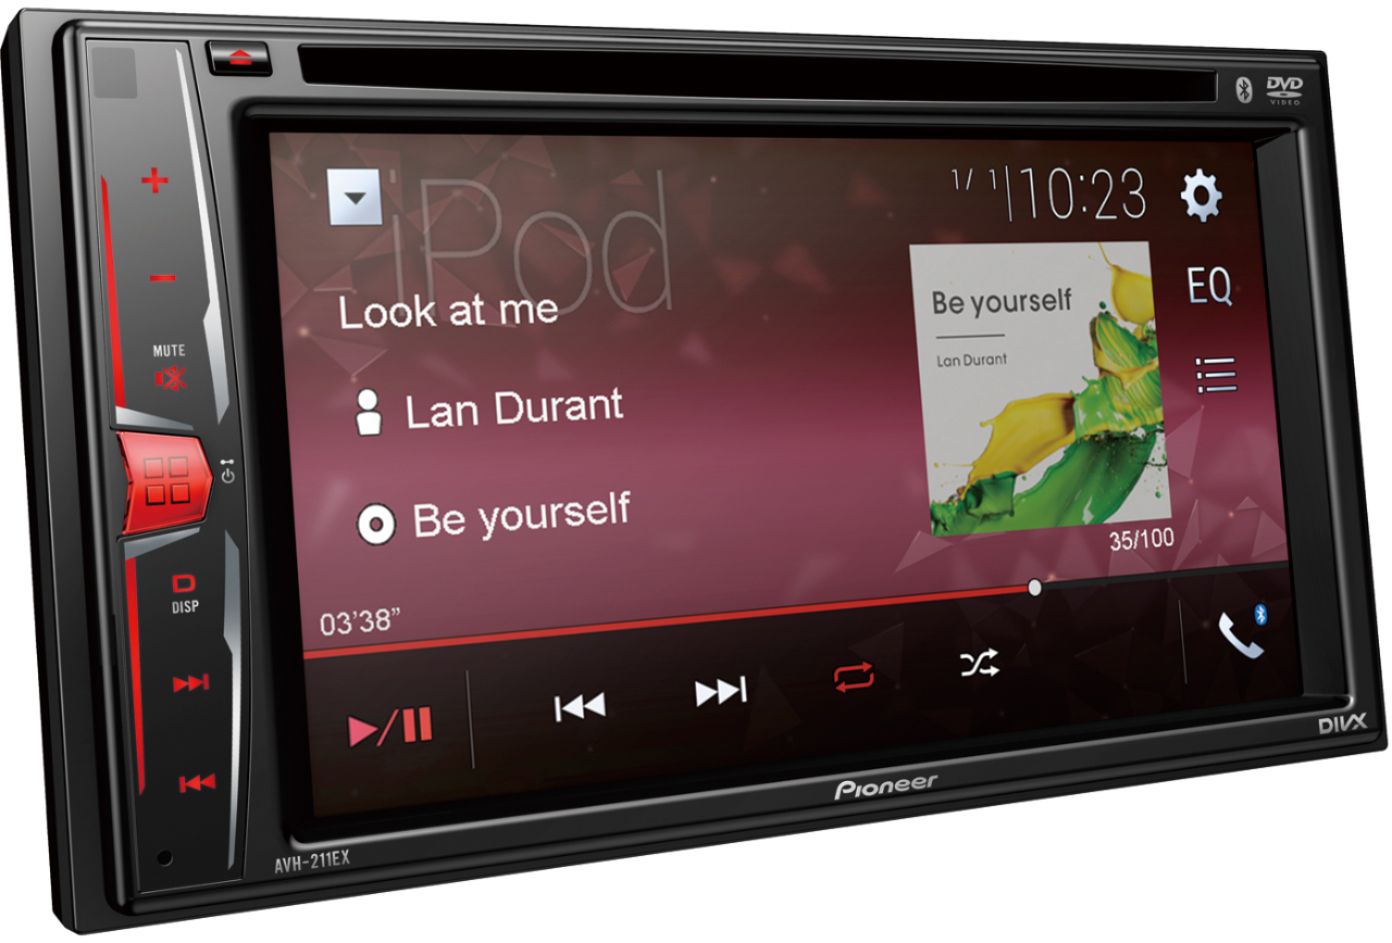 DVD
VIDEO
iPod
1/ 1
10:23
Look at me
Lan Durant
Be yourself
EQ
Be yourself
Lan Durant
35/100
03'38"
MUTE
DISP
Pioneer
DIVX
AVH-211EX